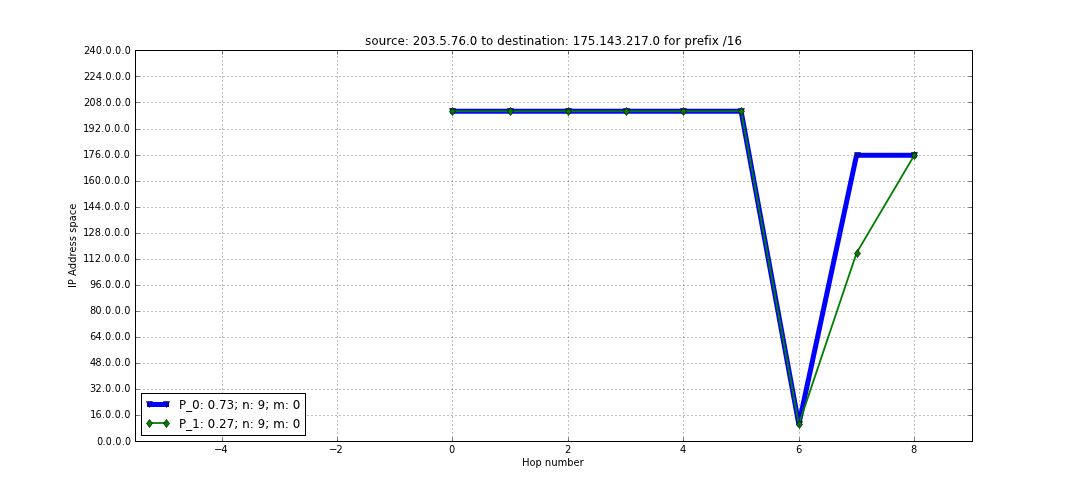 source: 203.5.76.0 to destination: 175.143.217.0 for prefix /16
240.0.0.0
224.0.0.0
208.0.0.0
192.0.0.0
176.0.0.0
160.0.0.0
144.0.0.0
128.0.0.0
112.0.0.0
96.0.0.0
80.0.0.0
64.0.0.0
48.0.0.0
32.0.0.0
16.0.0.0
0.0.0.0
IP Address space
P_0: 0.73; n: 9; m: 0
P_1: 0.27; n: 9; m: 0
−4 −2 0 2 4 6 8
Hop number